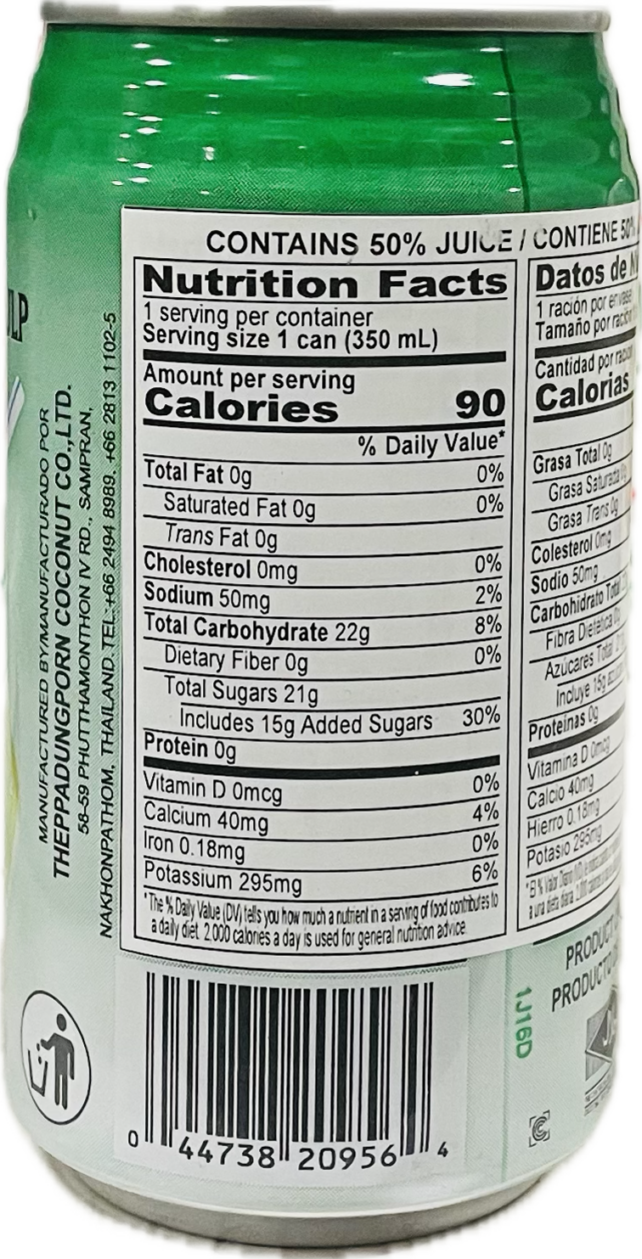 LP
MANUFACTURED BY/MANUFACTURADO POR
THEPPADUNGPORN COCONUT CO.,LTD.
58-59 PHUTTHAMONTHON IV RD., SAMPRAN,
NAKHONPATHOM, THAILAND. TEL:+66 2494 8989, +66 2813 1102-5
CONTAINS 50% JUICE / CONTIENE 50%
Nutrition Facts
1 serving per container
Serving size 1 can (350 mL)
Amount per serving
Calories 90
% Daily Value*
Total Fat 0g 0%
Saturated Fat 0g 0%
Trans Fat 0g
Cholesterol 0mg 0%
Sodium 50mg 2%
Total Carbohydrate 22g 8%
Dietary Fiber 0g 0%
Total Sugars 21g
Includes 15g Added Sugars 30%
Protein 0g
Vitamin D 0mcg 0%
Calcium 40mg 4%
Iron 0.18mg 0%
Potassium 295mg 6%
*The % Daily Value (DV) tells you how much a nutrient in a serving of food contributes to
a daily diet. 2,000 calories a day is used for general nutrition advice.
Datos de
1 ración por envase
Tamaño por ración
Cantidad por
Calorías
Grasa Total 0g
Grasa Saturada 0g
Grasa Trans 0g
Colesterol 0mg
Sodio 50mg
Carbohidrato Total
Fibra Dietética
Azúcares Total
Incluye 15g
Proteínas 0g
Vitamina D 0mcg
Calcio 40mg
Hierro 0.18mg
Potasio 295mg
PRODUCT
PRODUCTO
1J16D
0 44738 20956 4